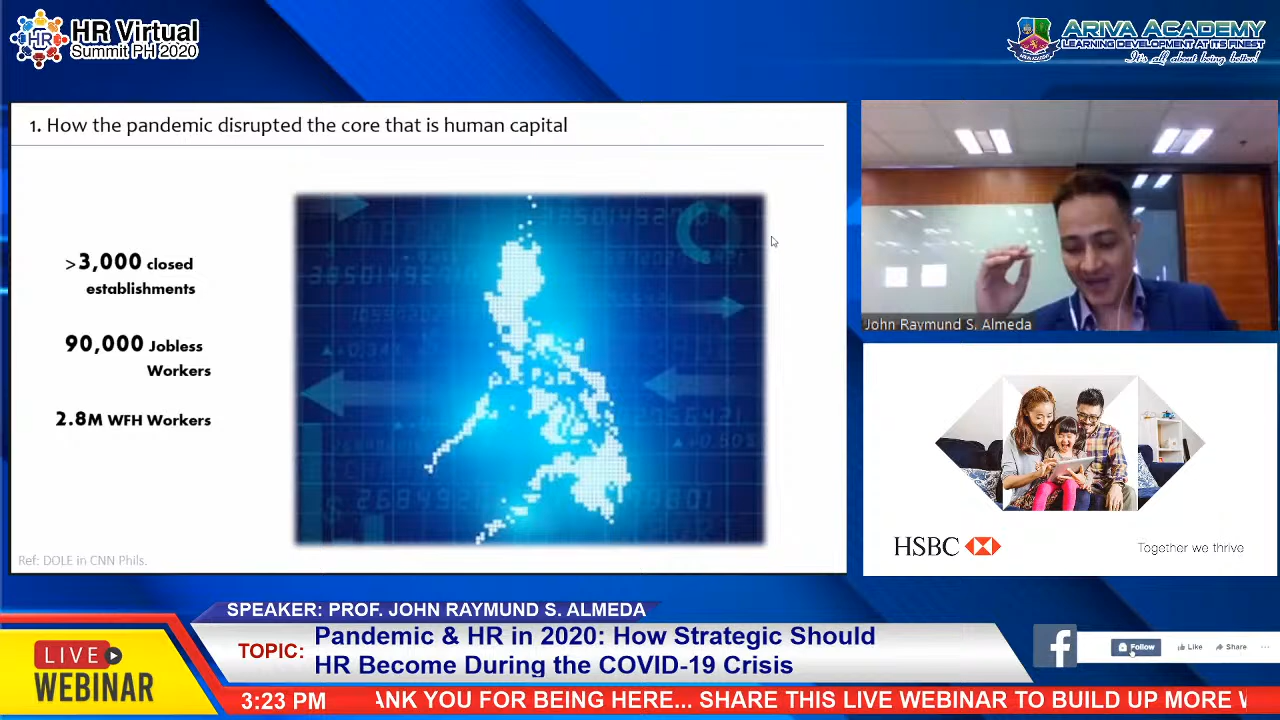 HR
HR Virtual
Summit PH 2020
ARIVA ACADEMY
LEARNING DEVELOPMENT AT ITS FINEST
It's all about being better!
1. How the pandemic disrupted the core that is human capital
>3,000 closed
establishments
90,000 Jobless
Workers
2.8M WFH Workers
Ref: DOLE in CNN Phils.
John Raymund S. Almeda
HSBC
Together we thrive
SPEAKER: PROF. JOHN RAYMUND S. ALMEDA
TOPIC:
Pandemic & HR in 2020: How Strategic Should
HR Become During the COVID-19 Crisis
LIVE
WEBINAR
f
Follow
Like
Share
3:23 PM
ANK YOU FOR BEING HERE... SHARE THIS LIVE WEBINAR TO BUILD UP MORE